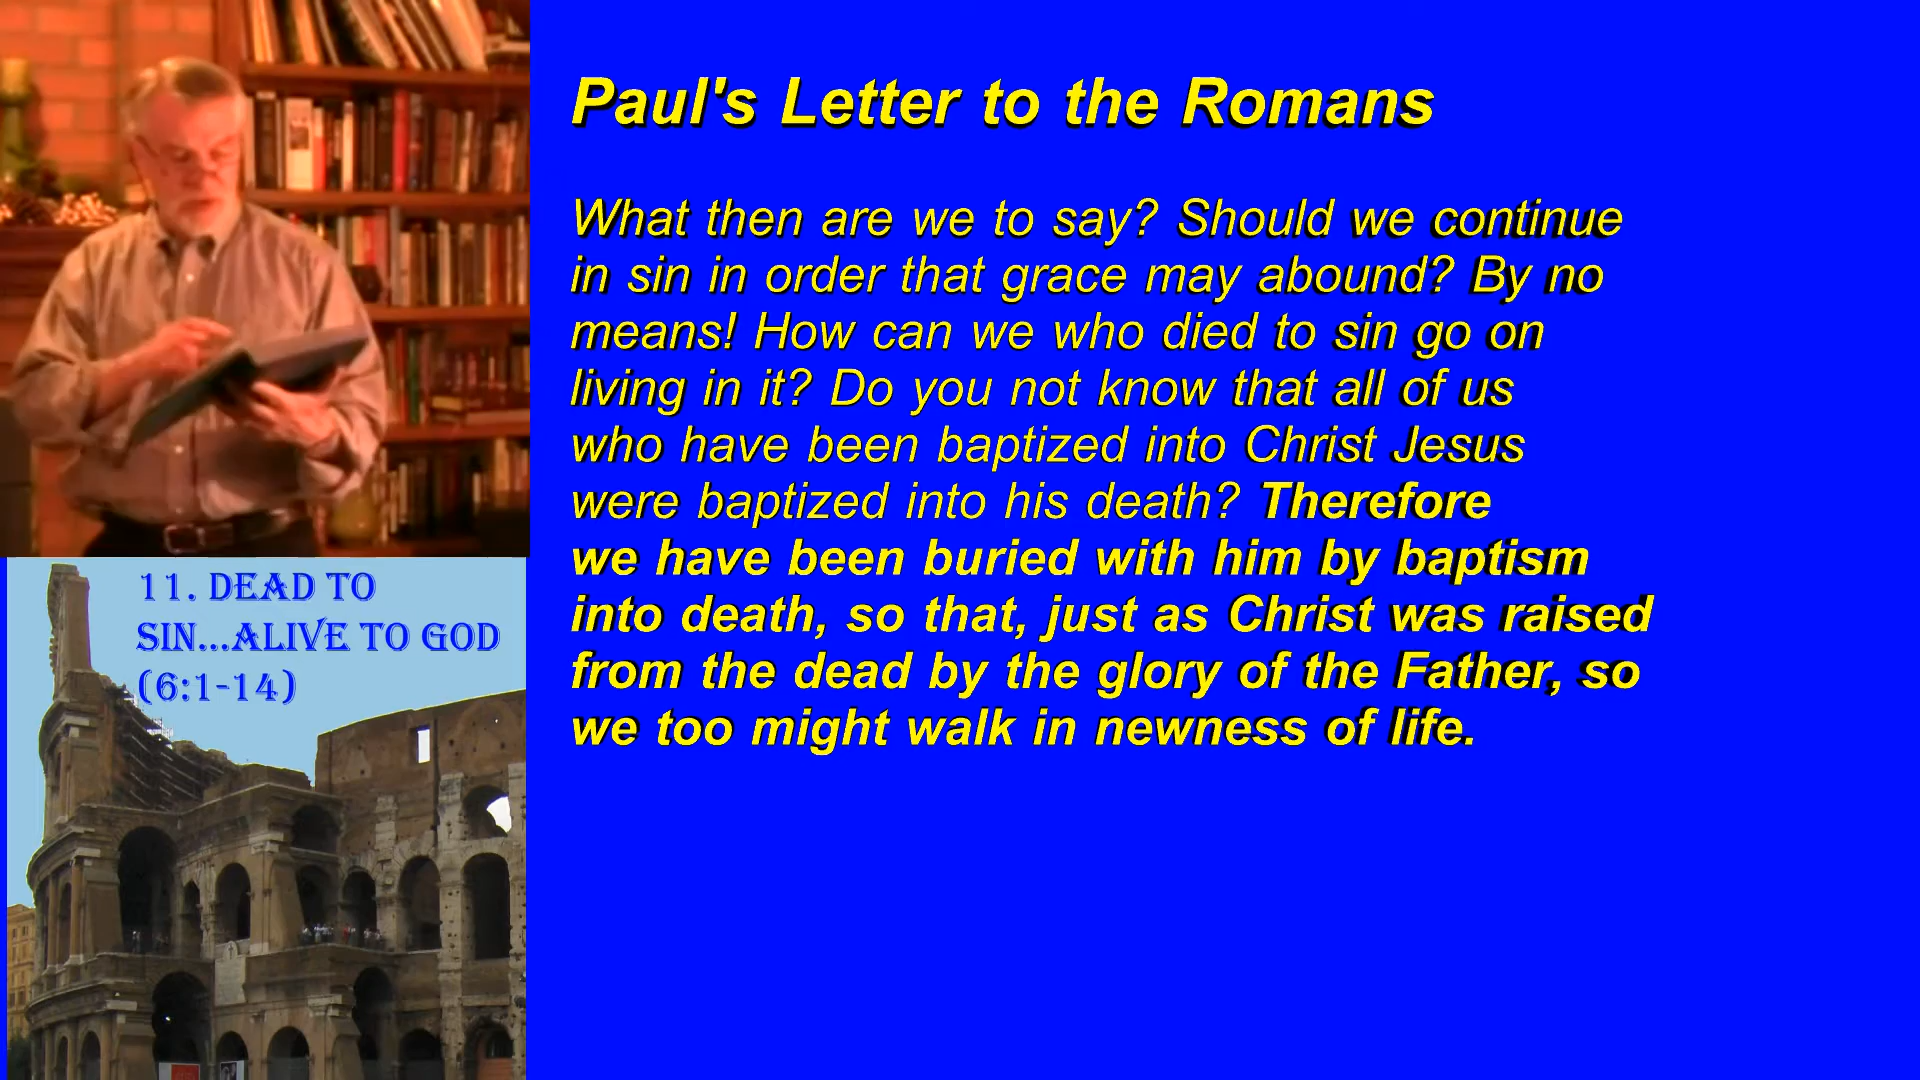 Paul's Letter to the Romans
What then are we to say? Should we continue
in sin in order that grace may abound? By no
means! How can we who died to sin go on
living in it? Do you not know that all of us
who have been baptized into Christ Jesus
were baptized into his death? Therefore
we have been buried with him by baptism
into death, so that, just as Christ was raised
from the dead by the glory of the Father, so
we too might walk in newness of life.
11. DEAD TO
SIN...ALIVE TO GOD
(6:1-14)